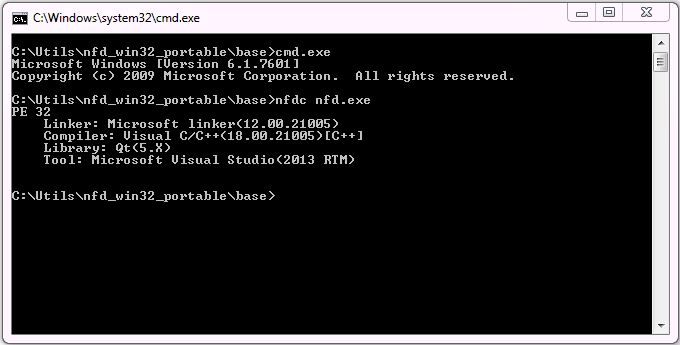 C:\Windows\system32\cmd.exe
C:\Utils\nfd_win32_portable\base>cmd.exe
Microsoft Windows [Version 6.1.7601]
Copyright (c) 2009 Microsoft Corporation.  All rights reserved.
C:\Utils\nfd_win32_portable\base>nfdc nfd.exe
PE 32
    Linker: Microsoft linker(12.00.21005)
    Compiler: Visual C/C++(18.00.21005)[C++]
    Library: Qt(5.X)
    Tool: Microsoft Visual Studio(2013 RTM)
C:\Utils\nfd_win32_portable\base>